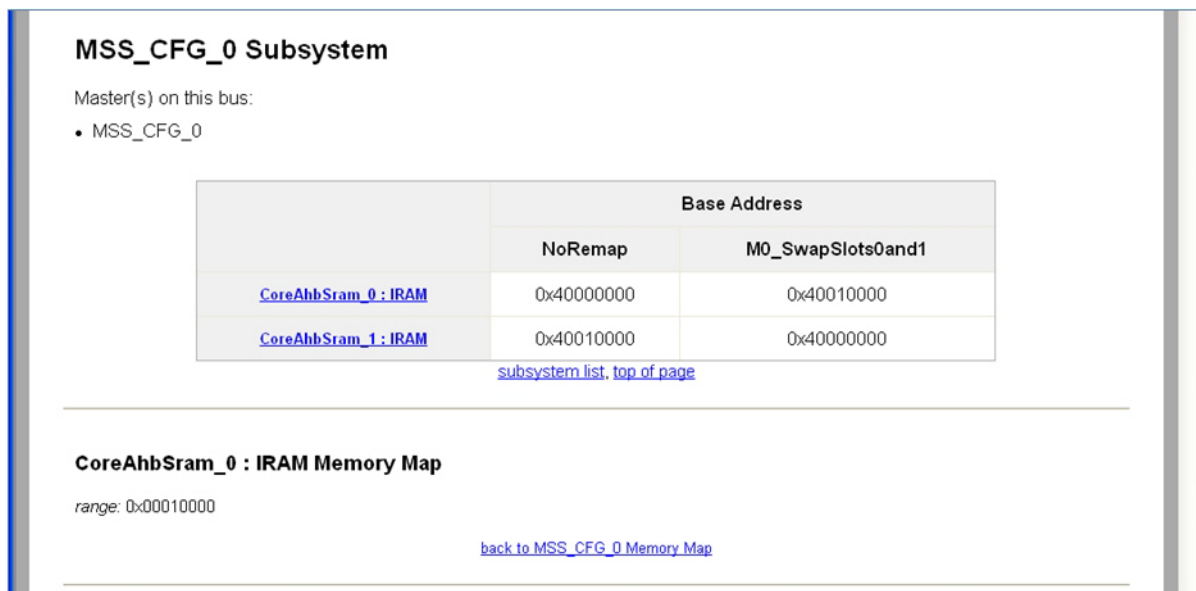 MSS_CFG_0 Subsystem
Master(s) on this bus:
• MSS_CFG_0
Base Address
NoRemap M0_SwapSlots0and1
CoreAhbSram_0 : IRAM 0x40000000 0x40010000
CoreAhbSram_1 : IRAM 0x40010000 0x40000000
subsystem list, top of page
CoreAhbSram_0 : IRAM Memory Map
range: 0x00010000
back to MSS_CFG_0 Memory Map